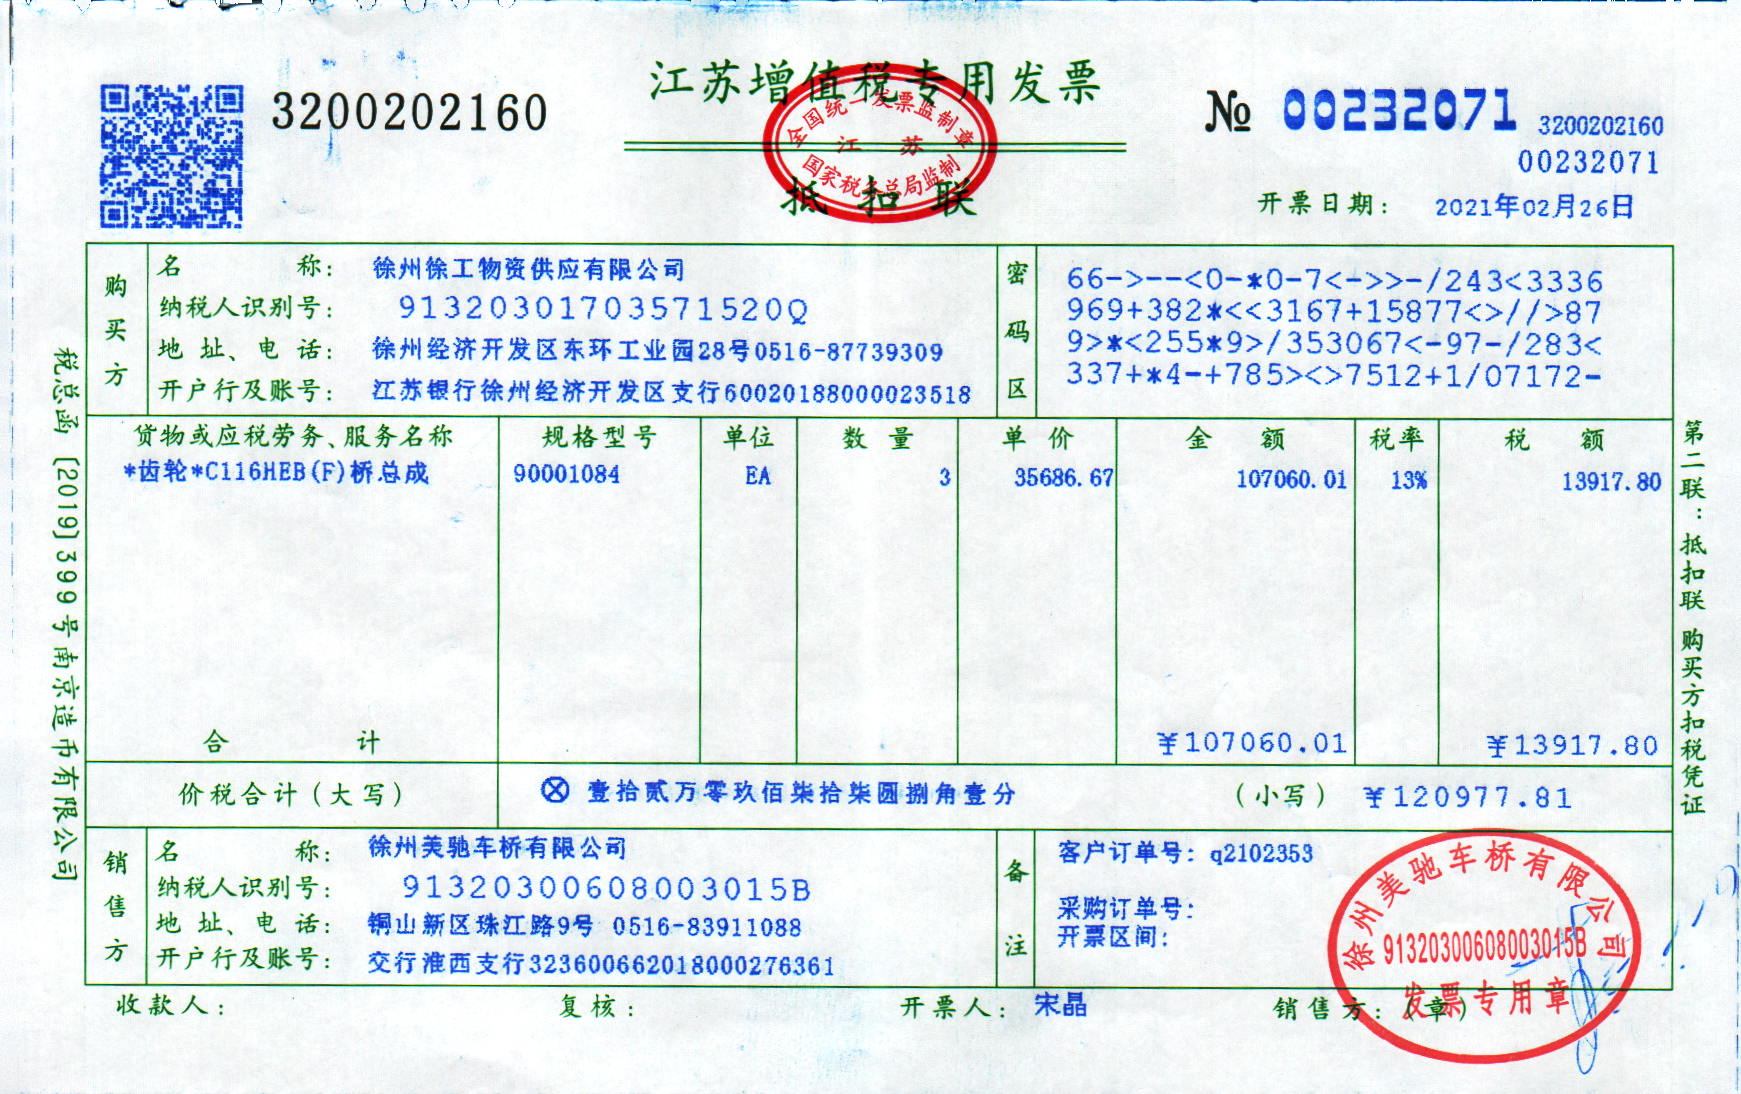 3200202160
江苏增值税专用发票
全国统一发票监制章
江 苏
国家税务总局监制
抵扣联
№ 00232071
3200202160
00232071
开票日期: 2021年02月26日
购买方
名 称: 徐州徐工物资供应有限公司
纳税人识别号: 91320301703571520Q
地 址、电 话: 徐州经济开发区东环工业园28号0516-87739309
开户行及账号: 江苏银行徐州经济开发区支行60020188000023518
密码区
66->--<0-*0-7<->>-/243<3336
969+382*<<3167+15877<>//>87
9>*<255*9>/353067<-97-/283<
337+*4-+785><>7512+1/07172-
货物或应税劳务、服务名称 规格型号 单位 数 量 单 价 金 额 税率 税 额
*齿轮*C116HEB(F)桥总成 90001084 EA 3 35686.67 107060.01 13% 13917.80
合 计 ¥107060.01 ¥13917.80
价税合计(大写) ⊗壹拾贰万零玖佰柒拾柒圆捌角壹分 (小写) ¥120977.81
销售方
名 称: 徐州美驰车桥有限公司
纳税人识别号: 91320300608003015B
地 址、电 话: 铜山新区珠江路9号 0516-83911088
开户行及账号: 交行淮西支行323600662018000276361
备注
客户订单号: q2102353
采购订单号:
开票区间:
收款人: 复核: 开票人: 宋晶 销售方:(章)
徐州美驰车桥有限公司
91320300608003015B
发票专用章
税总函〔2019〕399号南京造币有限公司
第二联:抵扣联 购买方扣税凭证